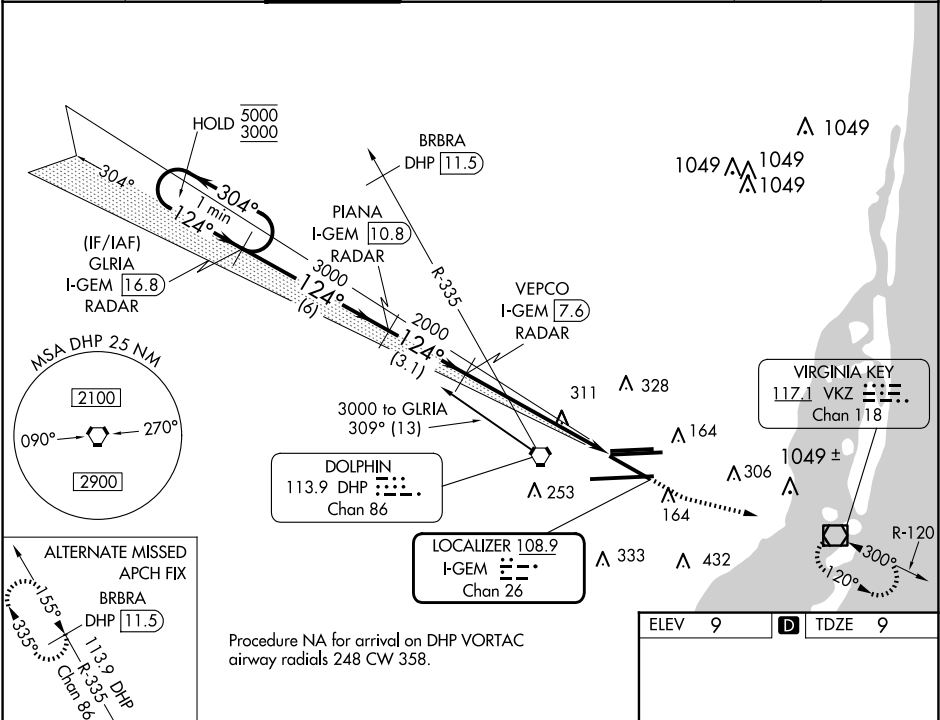 HOLD 5000
3000
BRBRA
DHP 11.5
1049
1049
1049
1049
304°
304°
1 min
124°
PIANA
I-GEM 10.8
RADAR
(IF/IAF)
GLRIA
I-GEM 16.8
RADAR
3000
124°
(6)
R-335
2000
124°
(3.1)
VEPCO
I-GEM 7.6
RADAR
MSA DHP 25 NM
2100
090°
270°
2900
3000 to GLRIA
309° (13)
311
328
164
VIRGINIA KEY
117.1 VKZ
Chan 118
DOLPHIN
113.9 DHP
Chan 86
253
306
1049 ±
164
LOCALIZER 108.9
I-GEM
Chan 26
333
432
R-120
300°
120°
ALTERNATE MISSED
APCH FIX
BRBRA
DHP 11.5
155°
335°
113.9 DHP
R-335
Chan 86
Procedure NA for arrival on DHP VORTAC
airway radials 248 CW 358.
ELEV 9 D TDZE 9